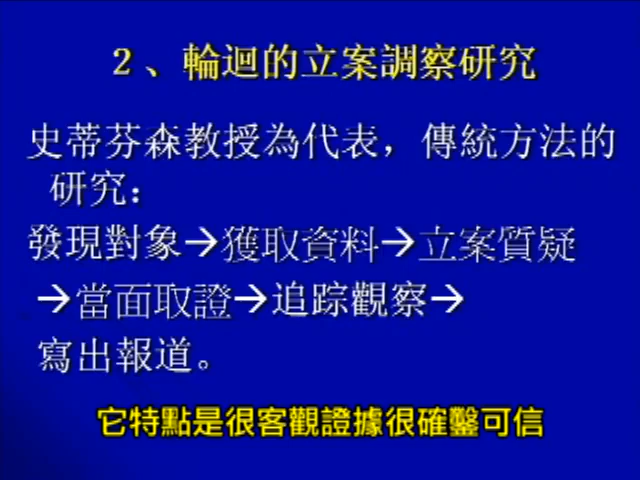 2、輪迴的立案調察研究
史蒂芬森教授為代表，傳統方法的
研究：
發現對象→獲取資料→立案質疑
→當面取證→追踪觀察→
寫出報道。
它特點是很客觀證據很確鑿可信